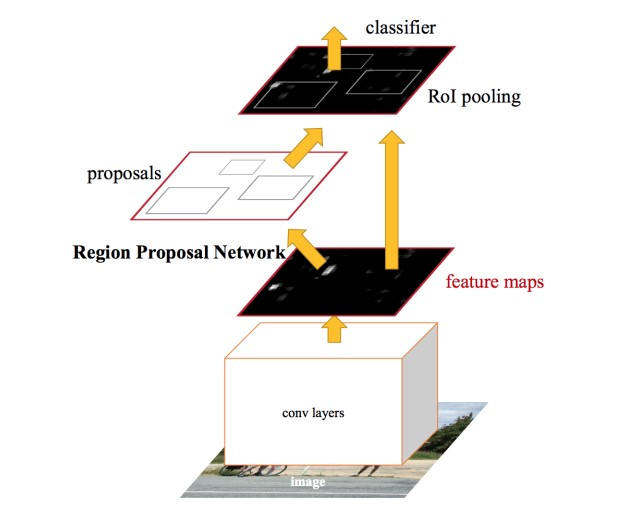 classifier
RoI pooling
proposals
Region Proposal Network
feature maps
conv layers
image